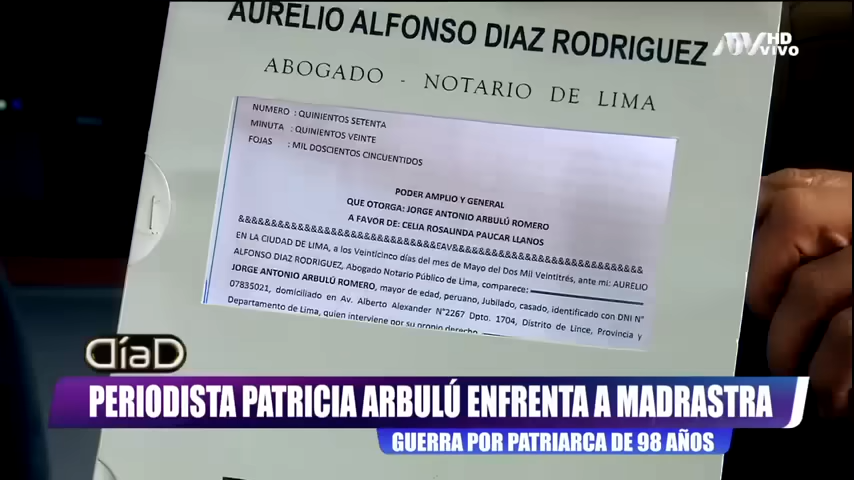 AURELIO ALFONSO DIAZ RODRIGUEZ
ATV HD
VIVO
ABOGADO - NOTARIO DE LIMA
NUMERO : QUINIENTOS SETENTA
MINUTA : QUINIENTOS VEINTE
FOJAS : MIL DOSCIENTOS CINCUENTIDOS
PODER AMPLIO Y GENERAL
QUE OTORGA: JORGE ANTONIO ARBULÚ ROMERO
A FAVOR DE: CELIA ROSALINDA PAUCAR LLANOS
&&&&&&&&&&&&&&&&&&&&&&&&&&&&&EAV&&&&&&&&&&&&&&&&&&&&&&&&&&&&&
EN LA CIUDAD DE LIMA, a los Veinticinco días del mes de Mayo del Dos Mil Veintitrés, ante mi: AURELIO
ALFONSO DIAZ RODRIGUEZ, Abogado Notario Público de Lima, comparece:
JORGE ANTONIO ARBULÚ ROMERO, mayor de edad, peruano, Jubilado, casado, identificado con DNI N°
07835021, domiciliado en Av. Alberto Alexander N°2267 Dpto. 1704, Distrito de Lince, Provincia y
Departamento de Lima, quien interviene por su propio derecho.
DíaD
PERIODISTA PATRICIA ARBULÚ ENFRENTA A MADRASTRA
GUERRA POR PATRIARCA DE 98 AÑOS